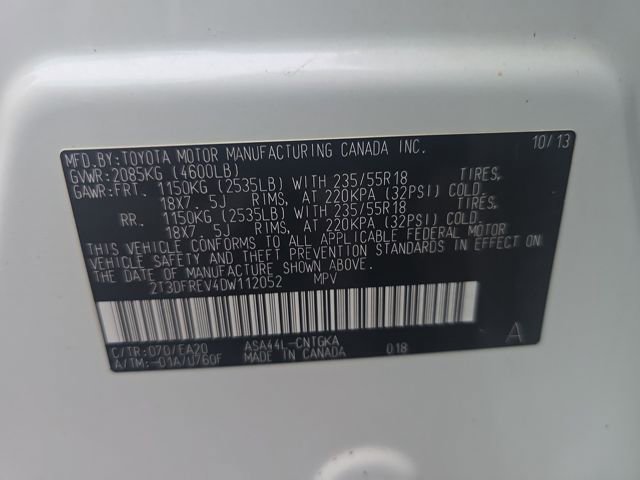 MFD.BY:TOYOTA MOTOR MANUFACTURING CANADA INC. 10/13
GVWR:2085KG (4600LB)
GAWR:FRT. 1150KG (2535LB) WITH 235/55R18 TIRES,
18X7. 5J RIMS, AT 220KPA (32PSI) COLD.
RR. 1150KG (2535LB) WITH 235/55R18 TIRES,
18X7. 5J RIMS, AT 220KPA (32PSI) COLD.
THIS VEHICLE CONFORMS TO ALL APPLICABLE FEDERAL MOTOR
VEHICLE SAFETY AND THEFT PREVENTION STANDARDS IN EFFECT ON
THE DATE OF MANUFACTURE SHOWN ABOVE.
2T3DFREV4DW112052 MPV
C/TR:070/EA20 ASA44L-CNTGKA 018 A
A/TM:-01A/U760F MADE IN CANADA